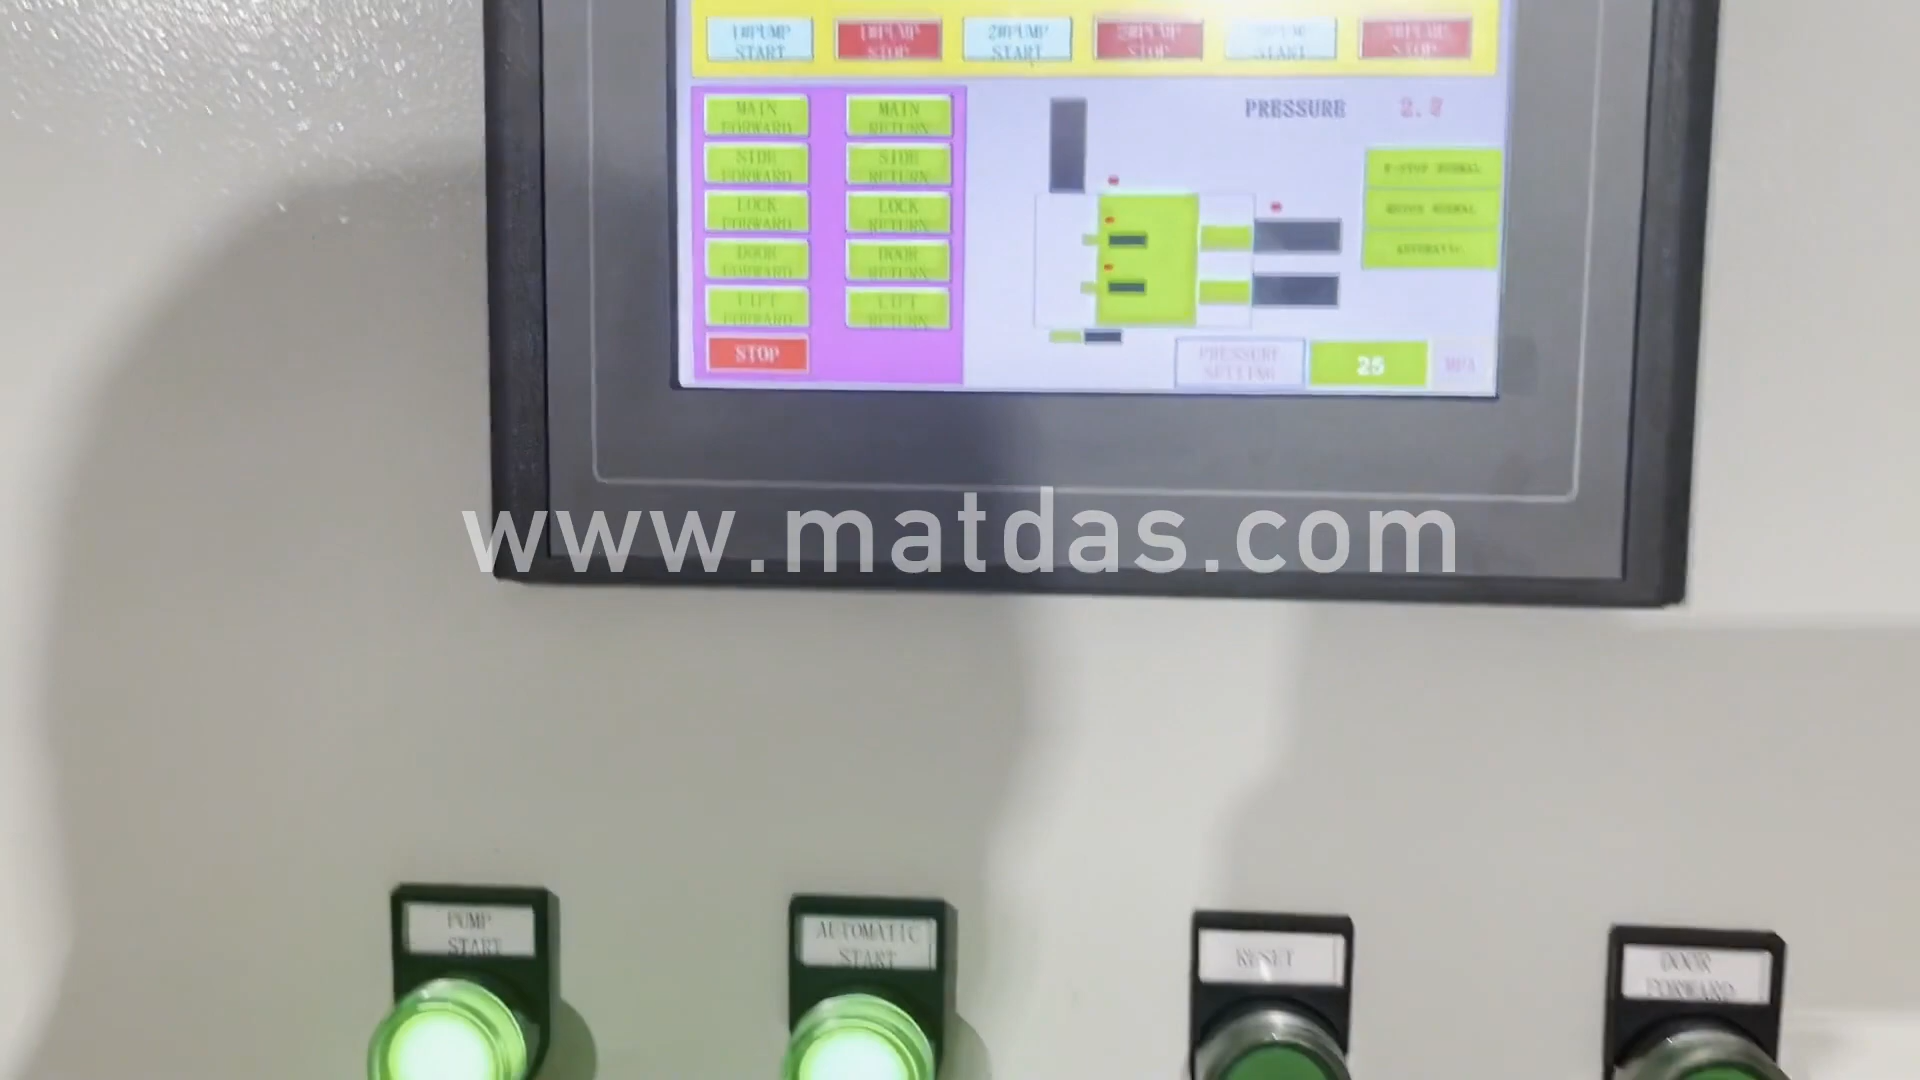 1#PUMP
START
1#PUMP
STOP
2#PUMP
START
2#PUMP
STOP
START
3#PUMP
STOP
MAIN
FORWARD
MAIN
RETURN
PRESSURE
SIDE
FORWARD
SIDE
RETURN
E-STOP NORMAL
LOCK
FORWARD
LOCK
RETURN
MOTOR NORMAL
DOOR
FORWARD
DOOR
RETURN
AUTOMATIC
LIFT
FORWARD
LIFT
RETURN
STOP
PRESSURE
SETTING
25
MPA
www.matdas.com
PUMP
START
AUTOMATIC
START
RESET
DOOR
FORWARD